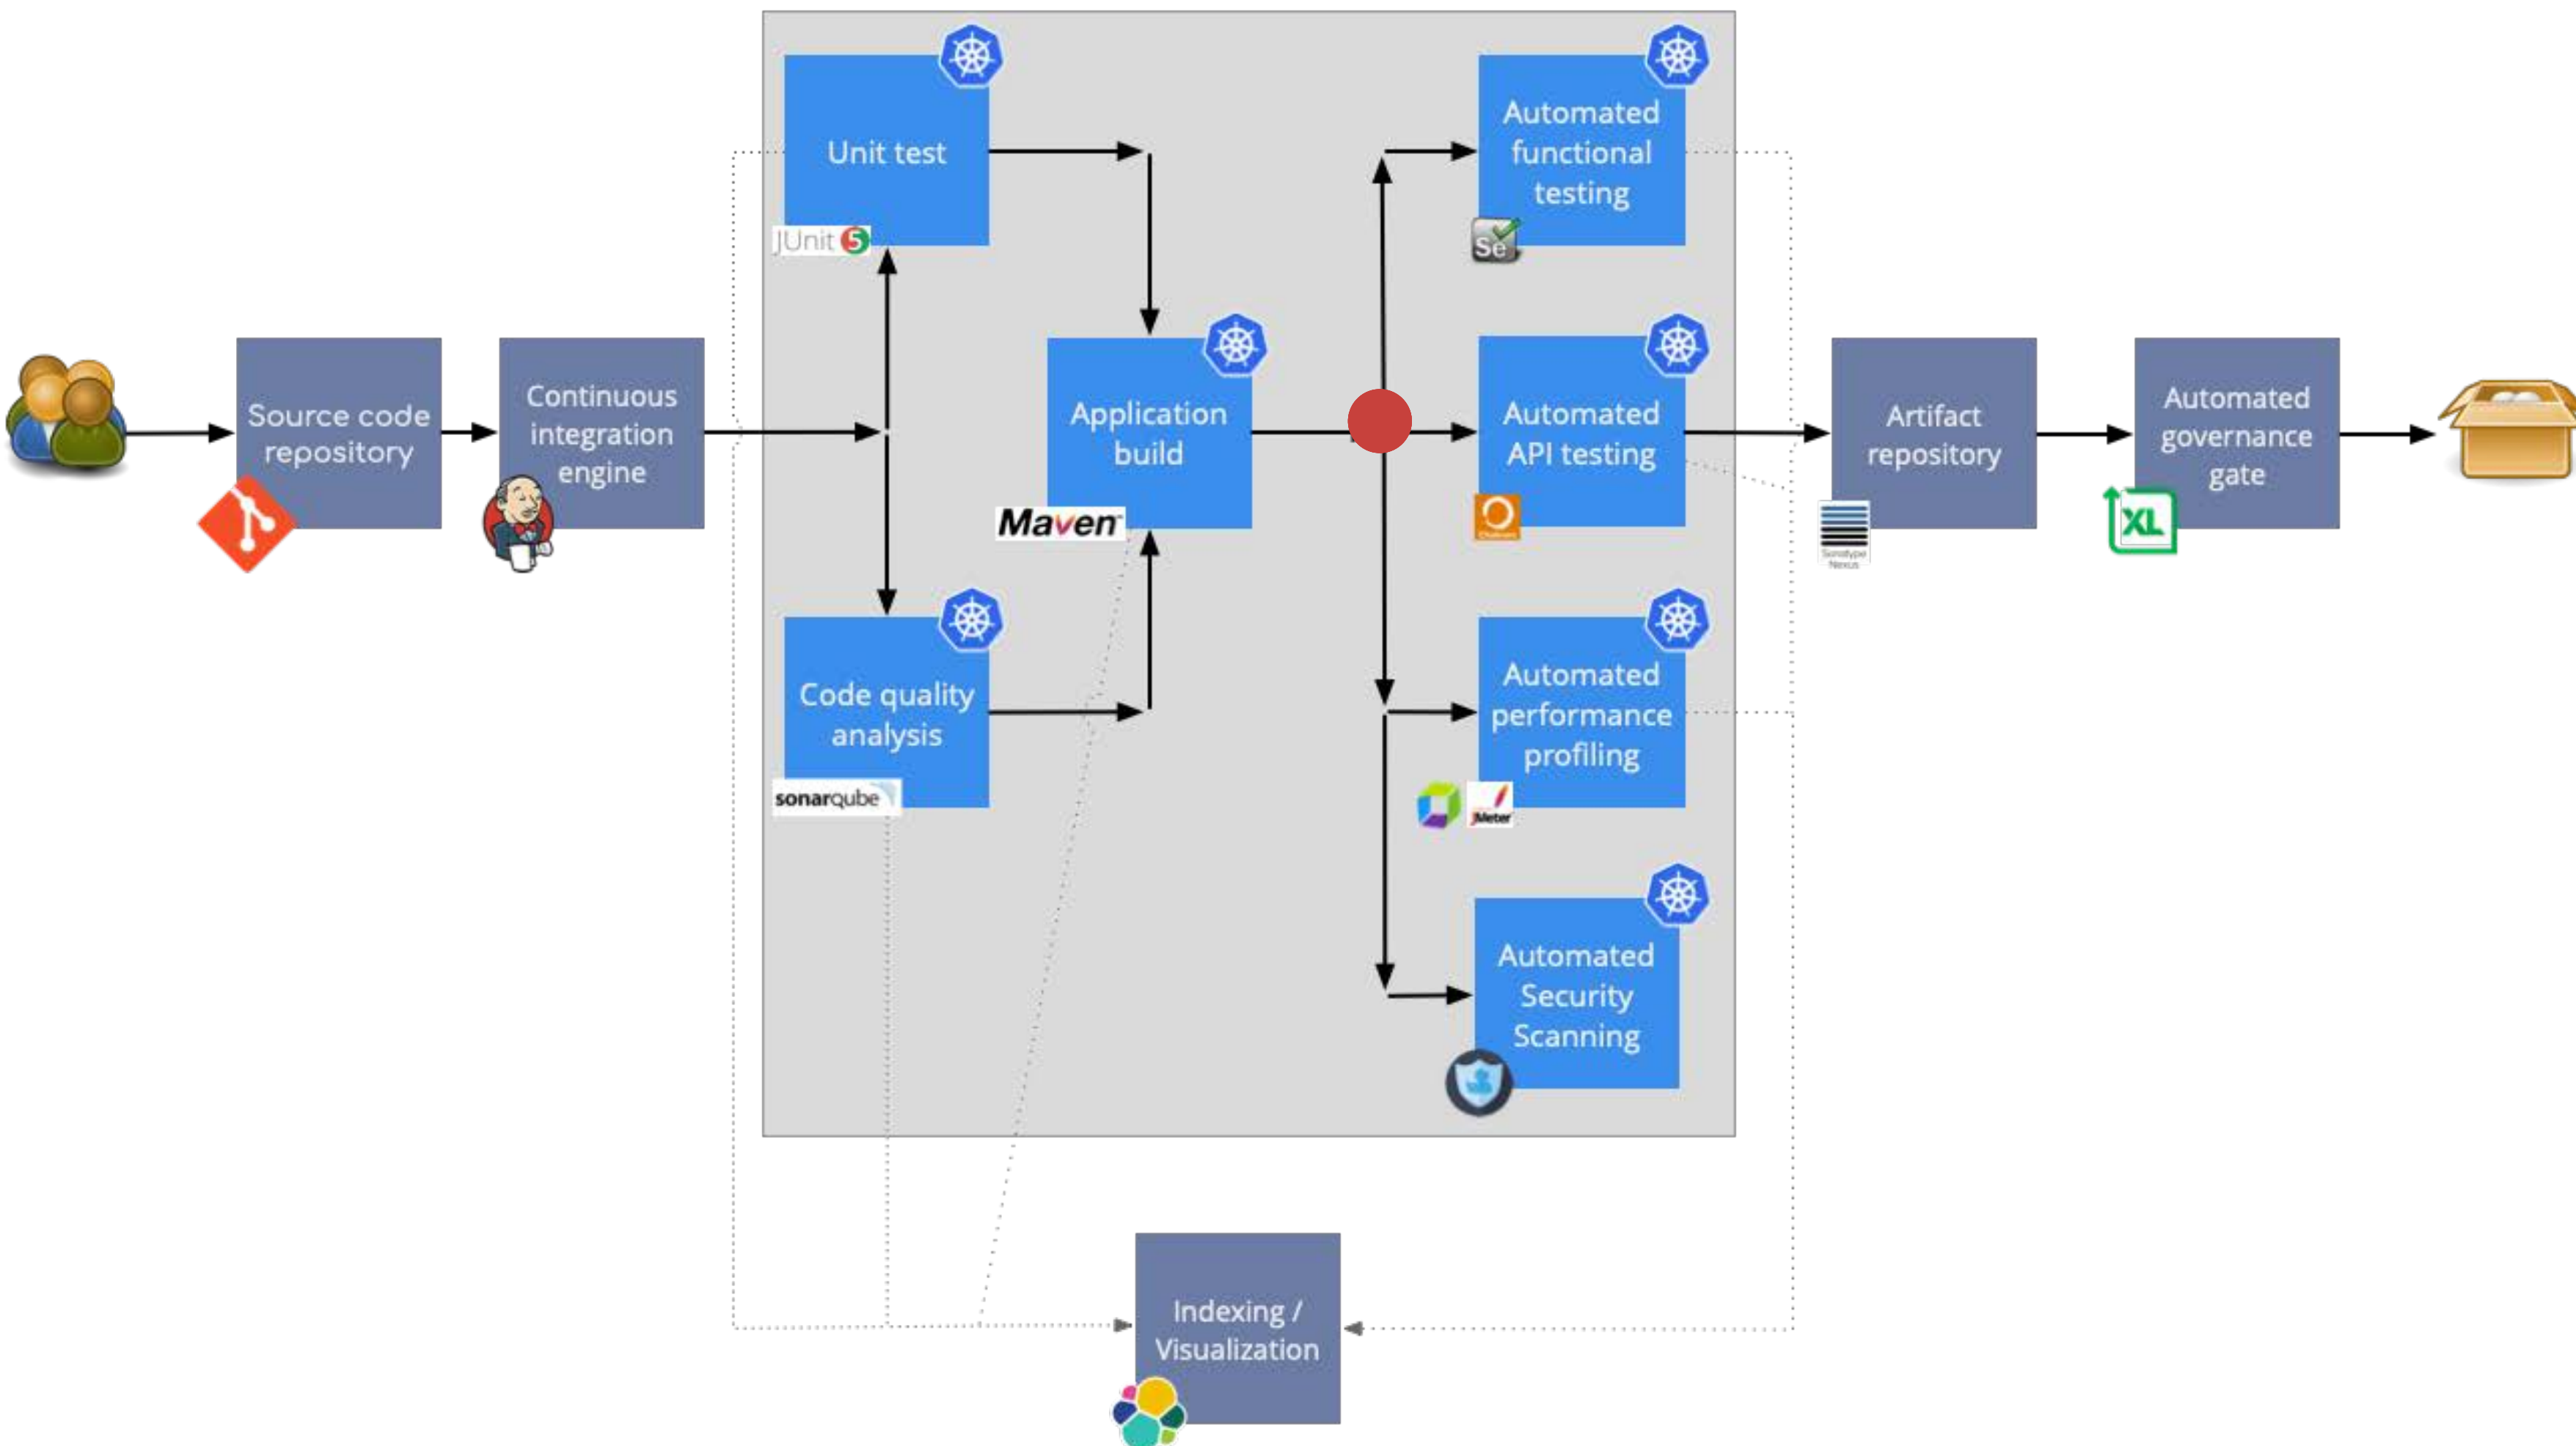 Unit test
JUnit 5
Automated
functional
testing
Se
Source code
repository
Continuous
integration
engine
Application
build
Maven
Automated
API testing
Artifact
repository
Sonatype
Nexus
Automated
governance
gate
XL
Code quality
analysis
sonarqube
Automated
performance
profiling
JMeter
Automated
Security
Scanning
Indexing /
Visualization